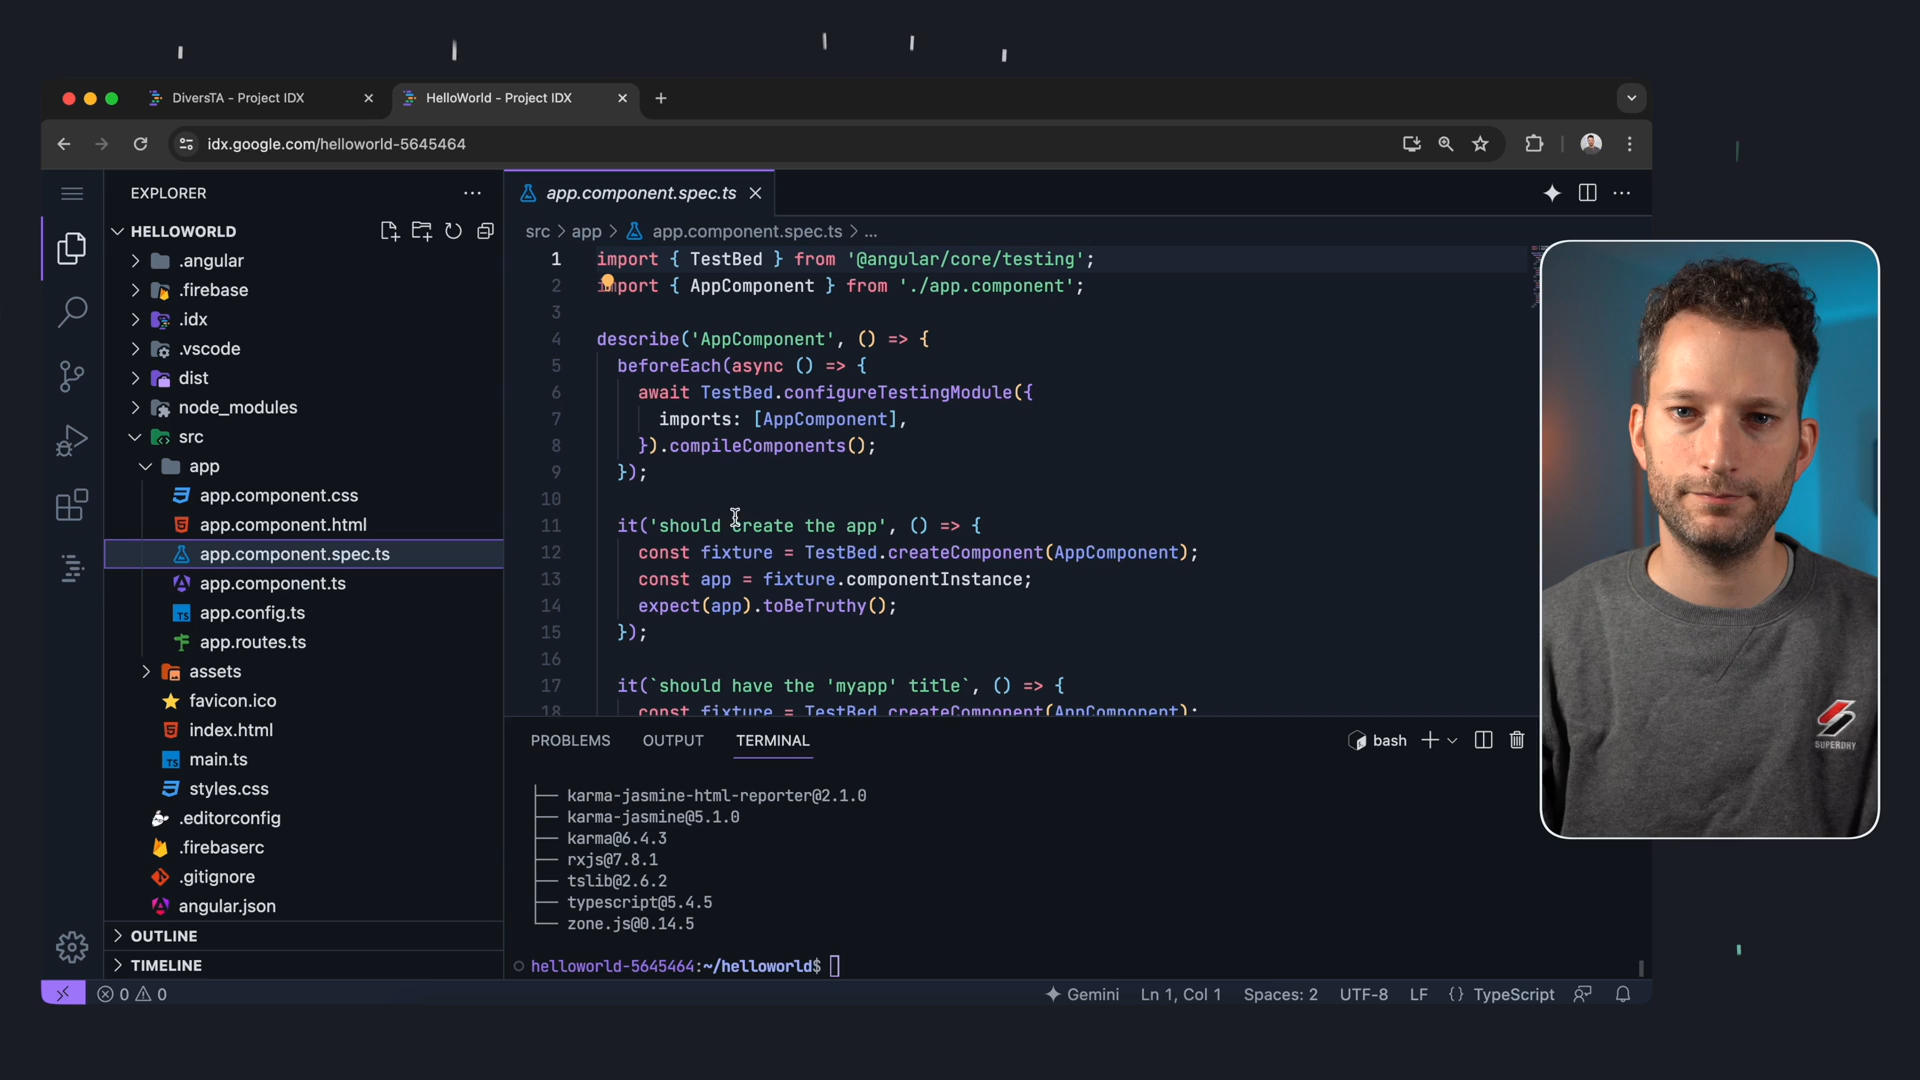 DiversTA - Project IDX
HelloWorld - Project IDX
idx.google.com/helloworld-5645464
EXPLORER
HELLOWORLD
.angular
.firebase
.idx
.vscode
dist
node_modules
src
app
app.component.css
app.component.html
app.component.spec.ts
app.component.ts
app.config.ts
app.routes.ts
assets
favicon.ico
index.html
main.ts
styles.css
.editorconfig
.firebaserc
.gitignore
angular.json
OUTLINE
TIMELINE
app.component.spec.ts
src > app > app.component.spec.ts > ...
1 import { TestBed } from '@angular/core/testing';
2 import { AppComponent } from './app.component';
3
4 describe('AppComponent', () => {
5 beforeEach(async () => {
6 await TestBed.configureTestingModule({
7 imports: [AppComponent],
8 }).compileComponents();
9 });
10
11 it('should create the app', () => {
12 const fixture = TestBed.createComponent(AppComponent);
13 const app = fixture.componentInstance;
14 expect(app).toBeTruthy();
15 });
16
17 it(`should have the 'myapp' title`, () => {
18 const fixture = TestBed.createComponent(AppComponent);
PROBLEMS OUTPUT TERMINAL
bash
karma-jasmine-html-reporter@2.1.0
karma-jasmine@5.1.0
karma@6.4.3
rxjs@7.8.1
tslib@2.6.2
typescript@5.4.5
zone.js@0.14.5
helloworld-5645464:~/helloworld$
0 0
Gemini Ln 1, Col 1 Spaces: 2 UTF-8 LF {} TypeScript
SUPERDRY